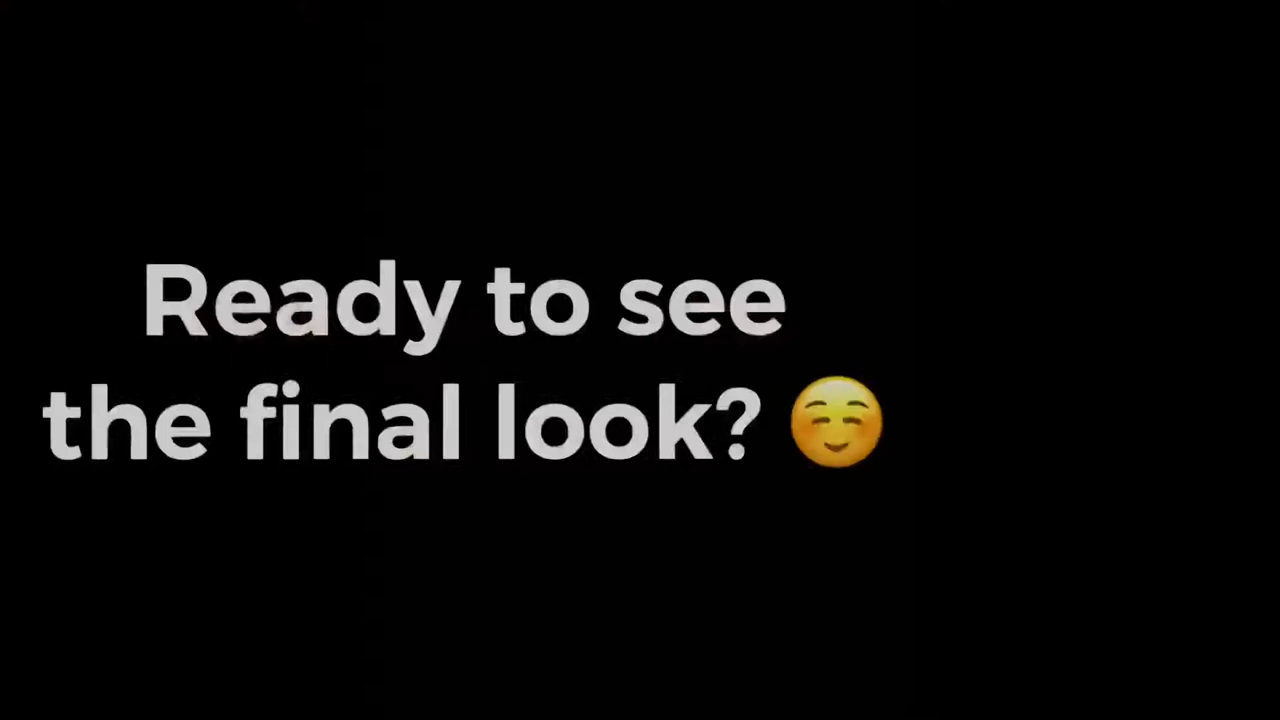 Ready to see
the final look? ☺️